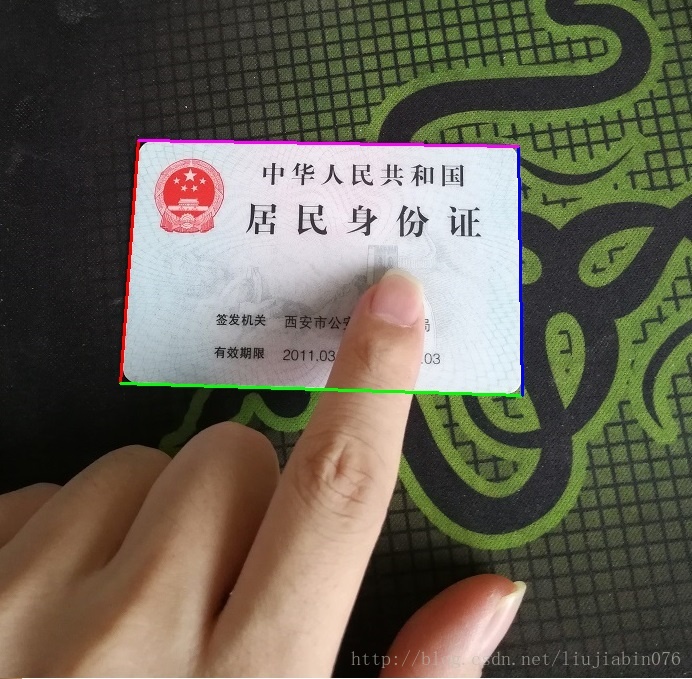 中华人民共和国
居民身份证
签发机关 西安市公安 局
有效期限 2011.03 .03
http://blog.csdn.net/liujiabin076